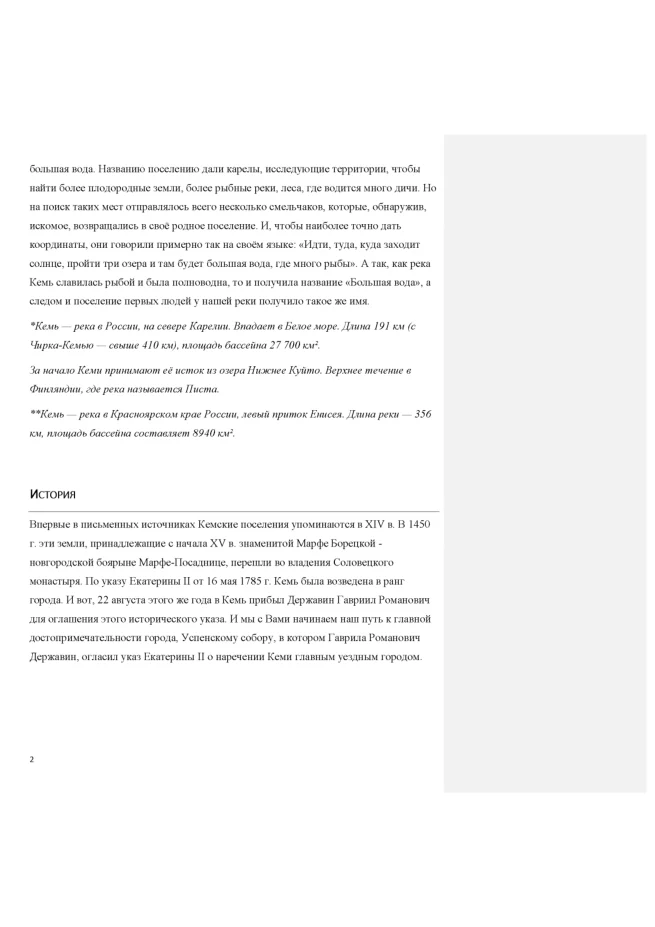 большая вода. Названию поселению дали карелы, исследующие территории, чтобы
найти более плодородные земли, более рыбные реки, леса, где водится много дичи. Но
на поиск таких мест отправлялось всего несколько смельчаков, которые, обнаружив,
искомое, возвращались в своё родное поселение. И, чтобы наиболее точно дать
координаты, они говорили примерно так на своём языке: «Идти, туда, куда заходит
солнце, пройти три озера и там будет большая вода, где много рыбы». А так, как река
Кемь славилась рыбой и была полноводна, то и получила название «Большая вода», а
следом и поселение первых людей у нашей реки получило такое же имя.
*Кемь — река в России, на севере Карелии. Впадает в Белое море. Длина 191 км (с
Чирка-Кемью — свыше 410 км), площадь бассейна 27 700 км².
За начало Кеми принимают её исток из озера Нижнее Куйто. Верхнее течение в
Финляндии, где река называется Писта.
**Кемь — река в Красноярском крае России, левый приток Енисея. Длина реки — 356
км, площадь бассейна составляет 8940 км².
История
Впервые в письменных источниках Кемские поселения упоминаются в XIV в. В 1450
г. эти земли, принадлежащие с начала XV в. знаменитой Марфе Борецкой -
новгородской боярыне Марфе-Посаднице, перешли во владения Соловецкого
монастыря. По указу Екатерины II от 16 мая 1785 г. Кемь была возведена в ранг
города. И вот, 22 августа этого же года в Кемь прибыл Державин Гавриил Романович
для оглашения этого исторического указа. И мы с Вами начинаем наш путь к главной
достопримечательности города, Успенскому собору, в котором Гаврила Романович
Державин, огласил указ Екатерины II о наречении Кеми главным уездным городом.
2